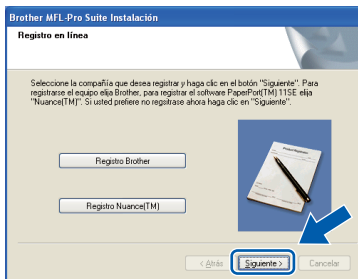 Brother MFL-Pro Suite Instalación
Registro en línea
Seleccione la compañía que desea registrar y haga clic en el botón "Siguiente". Para
registrarse el equipo elija Brother, para registrar el software PaperPort(TM) 11SE elija
"Nuance(TM)". Si usted prefiere no regsitrase ahora haga clic en "Siguiente".
Registro Brother
Registro Nuance(TM)
< Atrás
Siguiente >
Cancelar